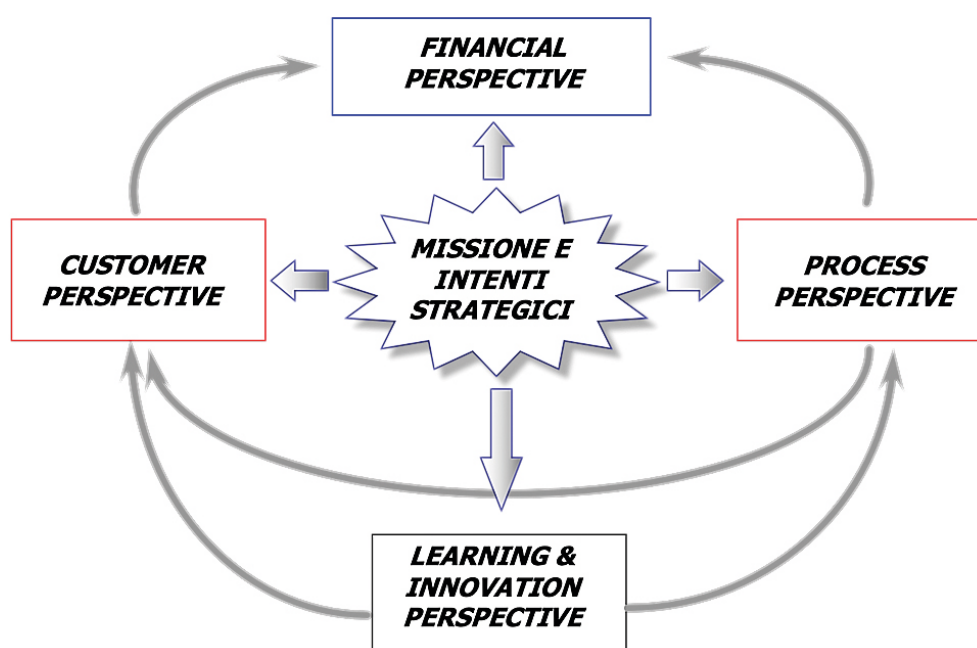 FINANCIAL
PERSPECTIVE
MISSIONE E
INTENTI
STRATEGICI
CUSTOMER
PERSPECTIVE
PROCESS
PERSPECTIVE
LEARNING &
INNOVATION
PERSPECTIVE